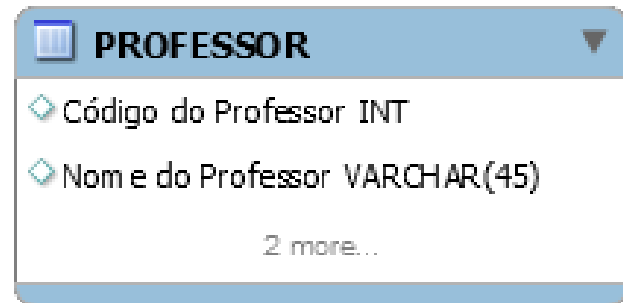 PROFESSOR
Código do Professor INT
Nome do Professor VARCHAR(45)
2 more...